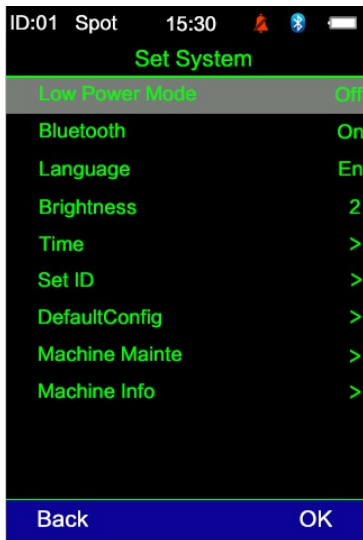 ID:01 Spot 15:30
Set System
Low Power Mode Off
Bluetooth On
Language En
Brightness 2
Time >
Set ID >
DefaultConfig >
Machine Mainte >
Machine Info >
Back OK